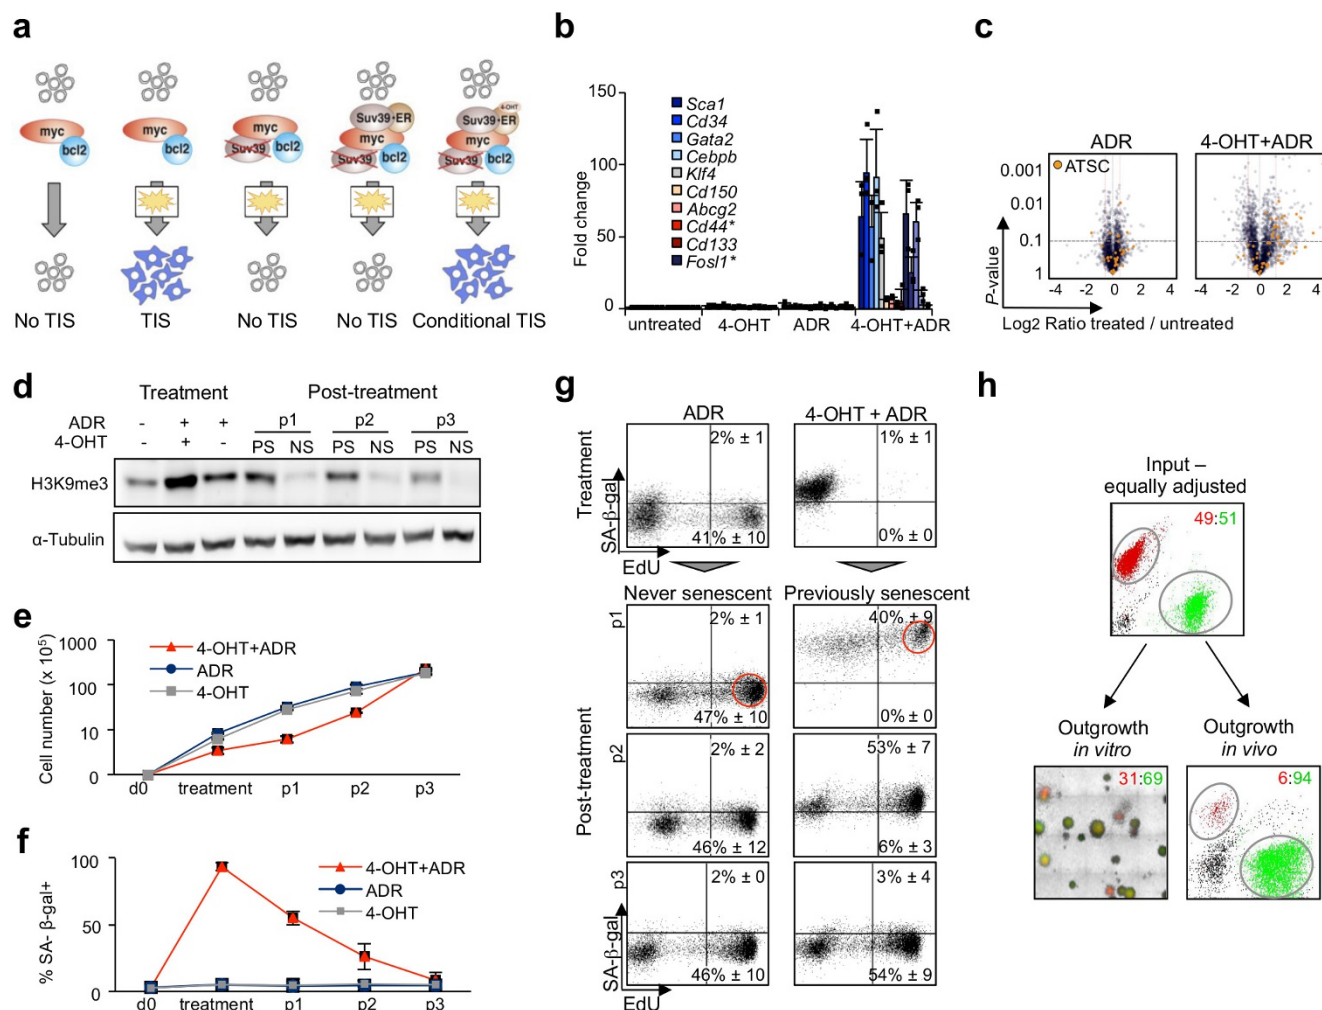 a
myc
bcl2
No TIS
myc
bcl2
TIS
myc
Suv39
bcl2
No TIS
Suv39•ER
myc
Suv39
bcl2
No TIS
4-OHT
Suv39•ER
myc
Suv39
bcl2
Conditional TIS
b
Fold change
150
100
50
0
Sca1
Cd34
Gata2
Cebpb
Klf4
Cd150
Abcg2
Cd44*
Cd133
Fosl1*
untreated 4-OHT ADR 4-OHT+ADR
c
ADR 4-OHT+ADR
ATSC
0.001
0.01
0.1
1
P-value
-4 -2 0 2 4
-4 -2 0 2 4
Log2 Ratio treated / untreated
d
Treatment Post-treatment
ADR - + + p1 p2 p3
4-OHT - + - PS NS PS NS PS NS
H3K9me3
α-Tubulin
e
Cell number (x 10⁵)
1000
100
10
0
4-OHT+ADR
ADR
4-OHT
d0 treatment p1 p2 p3
f
% SA- β-gal+
100
50
0
4-OHT+ADR
ADR
4-OHT
d0 treatment p1 p2 p3
g
ADR 4-OHT + ADR
Treatment
SA-β-gal
EdU
2% ± 1
41% ± 10
1% ± 1
0% ± 0
Never senescent Previously senescent
Post-treatment
p1
2% ± 1
47% ± 10
40% ± 9
0% ± 0
p2
2% ± 2
46% ± 12
53% ± 7
6% ± 3
p3
2% ± 0
46% ± 10
3% ± 4
54% ± 9
SA-β-gal
EdU
h
Input –
equally adjusted
49:51
Outgrowth
in vitro
31:69
Outgrowth
in vivo
6:94